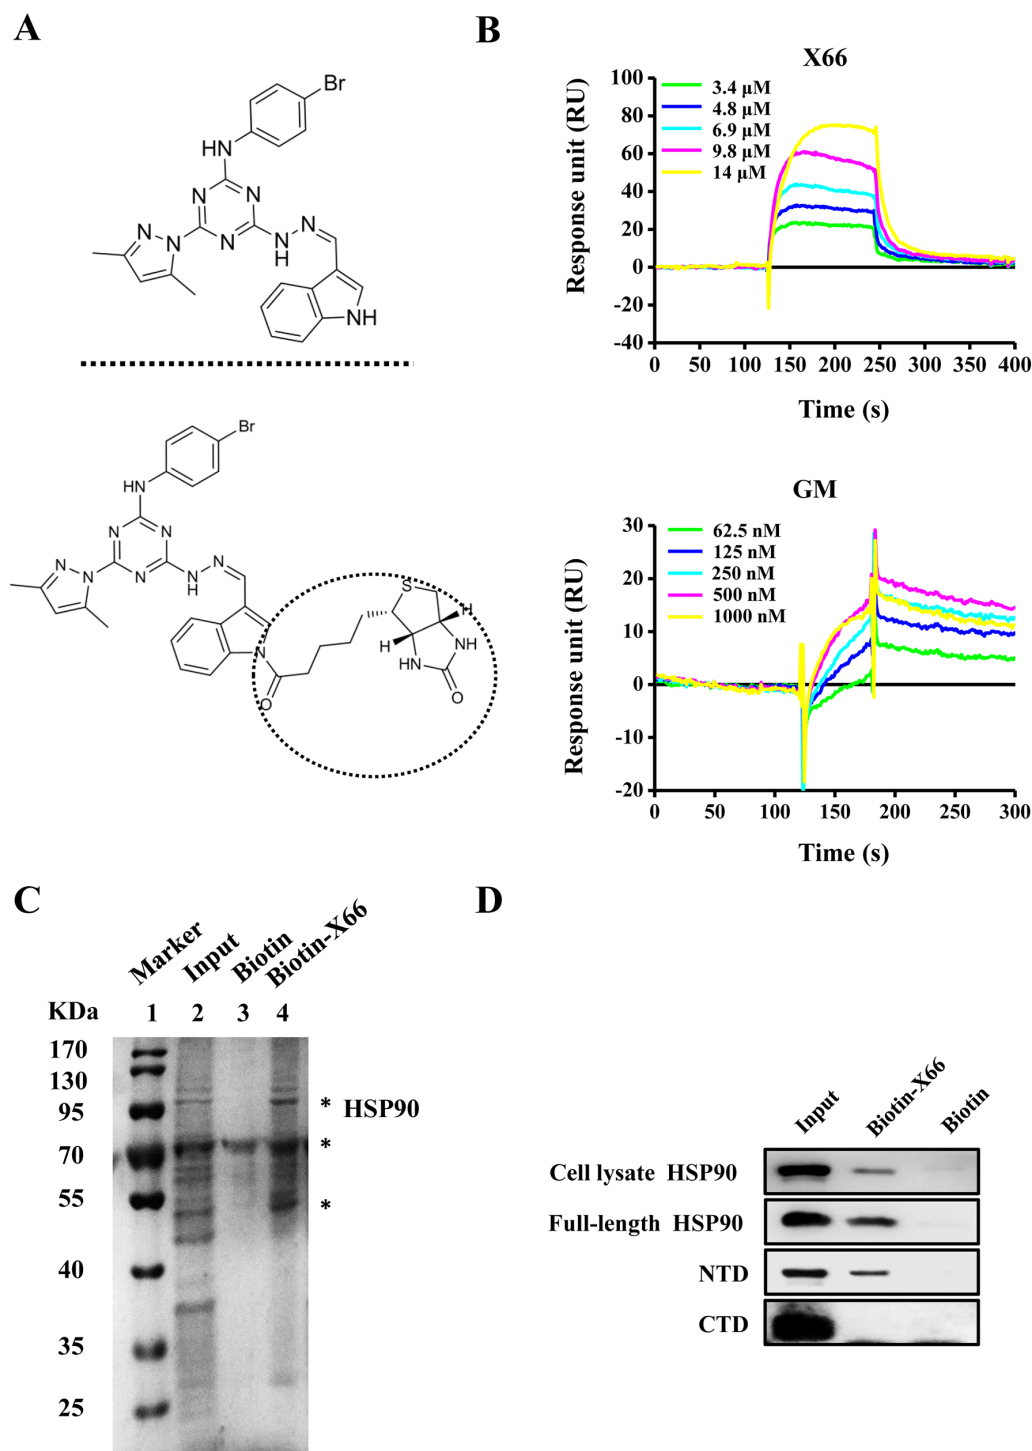 A
Br
HN
N
N
N
N
N
N
N
N
H
NH
Br
HN
N
N
N
N
N
N
N
N
H
N
O
S
H
H
NH
HN
O
B
X66
Response unit (RU)
100
80
60
40
20
0
-20
-40
3.4 µM
4.8 µM
6.9 µM
9.8 µM
14 µM
0 50 100 150 200 250 300 350 400
Time (s)
GM
Response unit (RU)
30
20
10
0
-10
-20
62.5 nM
125 nM
250 nM
500 nM
1000 nM
0 50 100 150 200 250 300
Time (s)
C
Marker Input Biotin Biotin-X66
KDa 1 2 3 4
170
130
95
70
55
40
35
25
* HSP90
*
*
D
Input Biotin-X66 Biotin
Cell lysate HSP90
Full-length HSP90
NTD
CTD